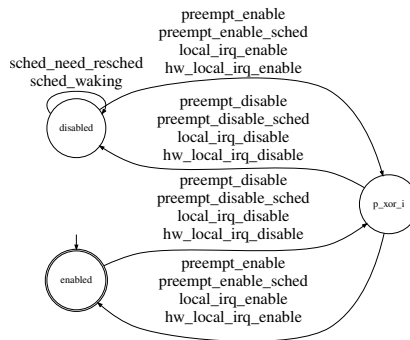 preempt_enable
preempt_enable_sched
local_irq_enable
hw_local_irq_enable
sched_need_resched
sched_waking
disabled
preempt_disable
preempt_disable_sched
local_irq_disable
hw_local_irq_disable
p_xor_i
preempt_disable
preempt_disable_sched
local_irq_disable
hw_local_irq_disable
enabled
preempt_enable
preempt_enable_sched
local_irq_enable
hw_local_irq_enable